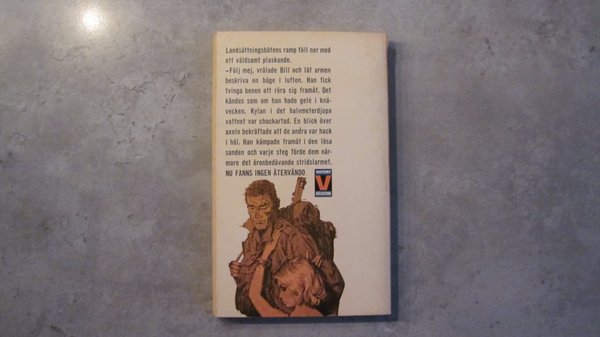 Landsättningsbåtens ramp föll ner med
ett våldsamt plaskande.
–Följ mej, vrålade Bill och lät armen
beskriva en båge i luften. Han fick
tvinga benen att röra sig framåt. Det
kändes som om han hade gelé i knä-
vecken. Kylan i det halvmeterdjupa
vattnet var chockartad. En blick över
axeln bekräftade att de andra var hack
i häl. Han kämpade framåt i den lösa
sanden och varje steg förde dem när-
mare det öronbedövande stridslarmet.
NU FANNS INGEN ÅTERVÄNDO.
V